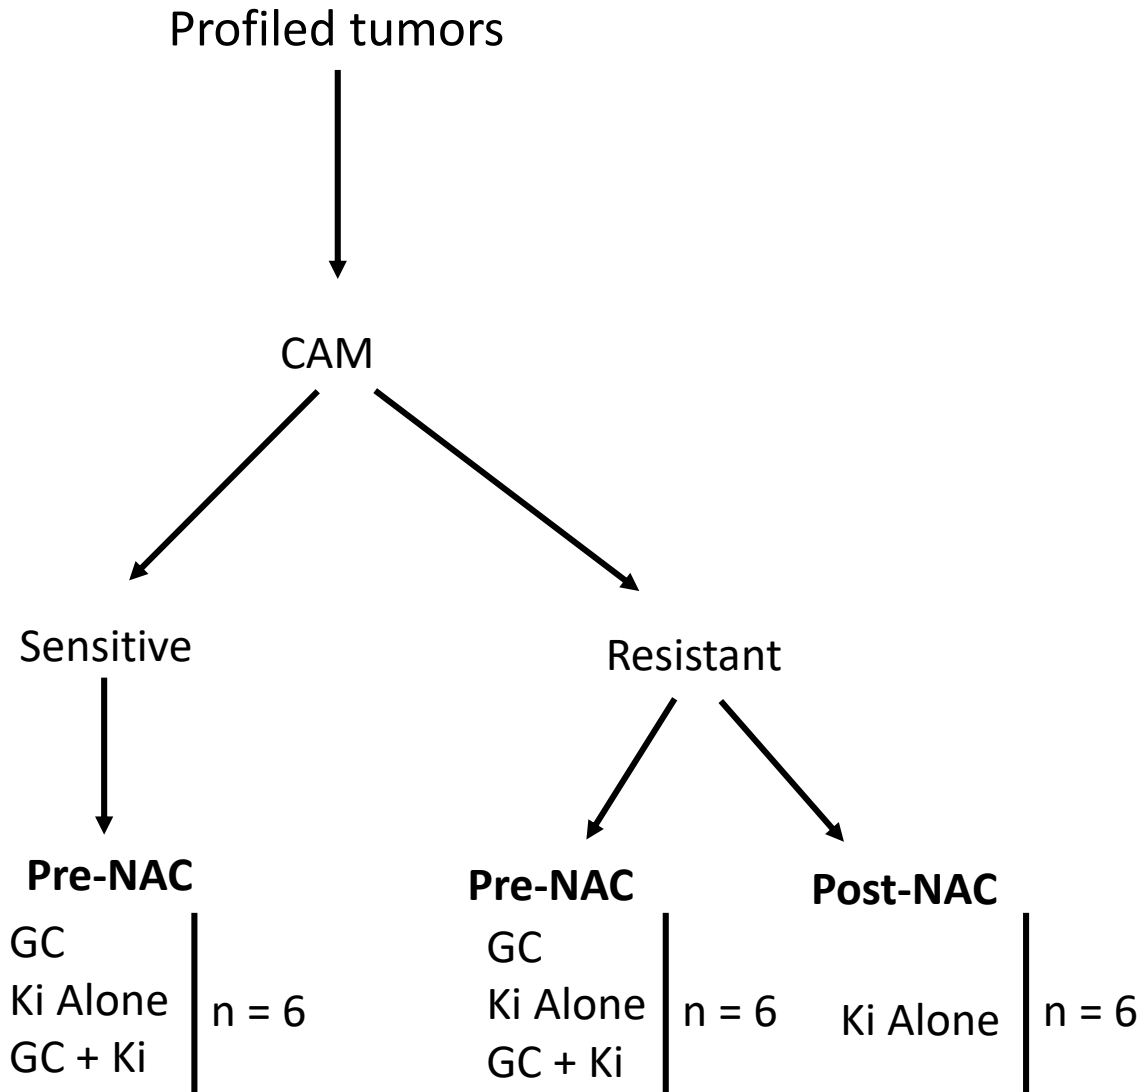 Profiled tumors
CAM
Sensitive
Resistant
Pre-NAC
GC
Ki Alone
GC + Ki
n = 6
Pre-NAC
GC
Ki Alone
GC + Ki
n = 6
Post-NAC
Ki Alone
n = 6